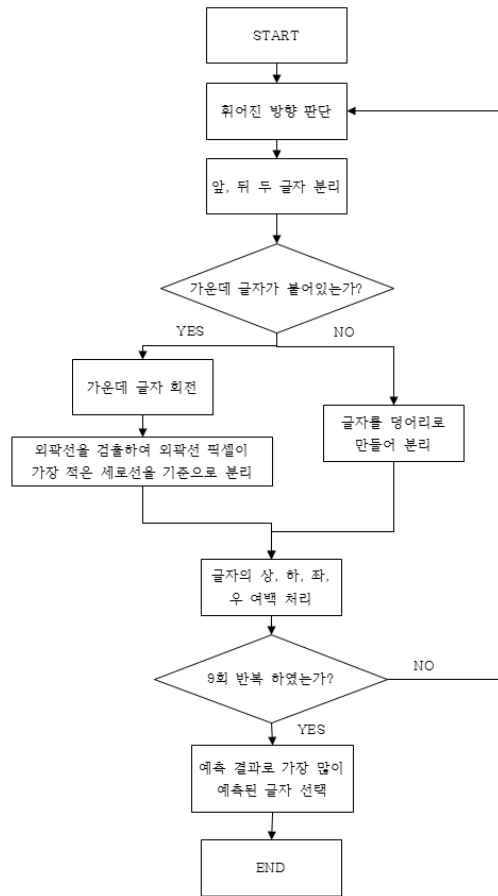 START
휘어진 방향 판단
앞, 뒤 두 글자 분리
가운데 글자가 붙어있는가?
YES
NO
가운데 글자 회전
외곽선을 검출하여 외곽선 픽셀이
가장 적은 세로선을 기준으로 분리
글자를 덩어리로
만들어 분리
글자의 상, 하, 좌,
우 여백 처리
9회 반복 하였는가?
NO
YES
예측 결과로 가장 많이
예측된 글자 선택
END